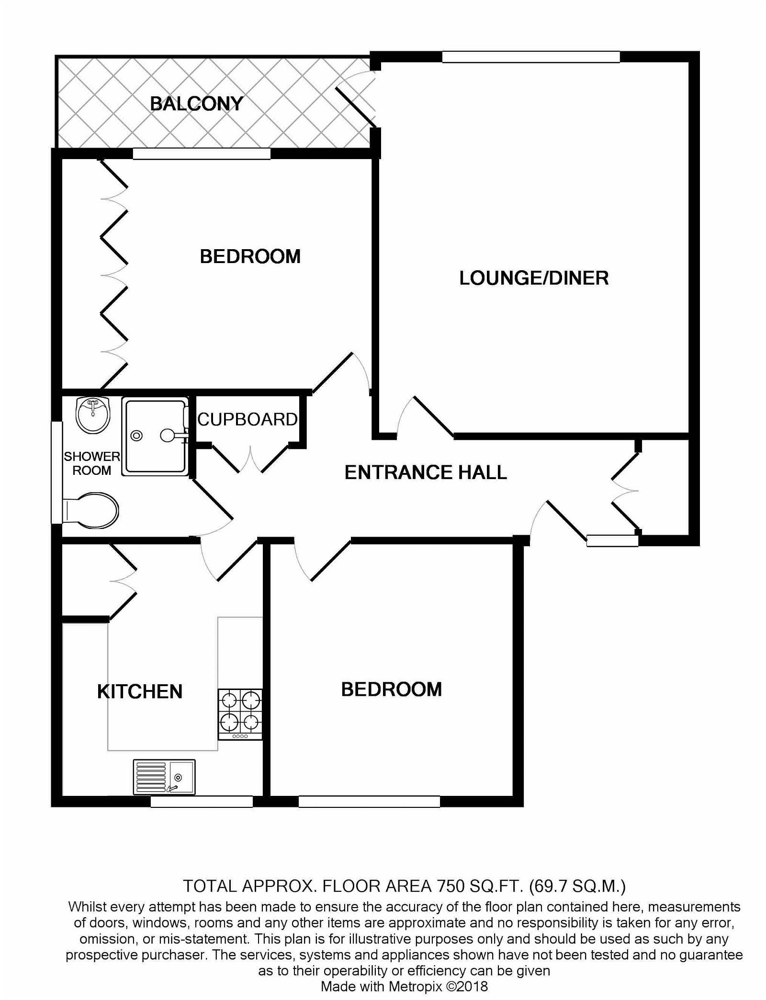 BALCONY
BEDROOM
LOUNGE/DINER
CUPBOARD
SHOWER
ROOM
ENTRANCE HALL
KITCHEN
BEDROOM
TOTAL APPROX. FLOOR AREA 750 SQ.FT. (69.7 SQ.M.)
Whilst every attempt has been made to ensure the accuracy of the floor plan contained here, measurements
of doors, windows, rooms and any other items are approximate and no responsibility is taken for any error,
omission, or mis-statement. This plan is for illustrative purposes only and should be used as such by any
prospective purchaser. The services, systems and appliances shown have not been tested and no guarantee
as to their operability or efficiency can be given
Made with Metropix ©2018